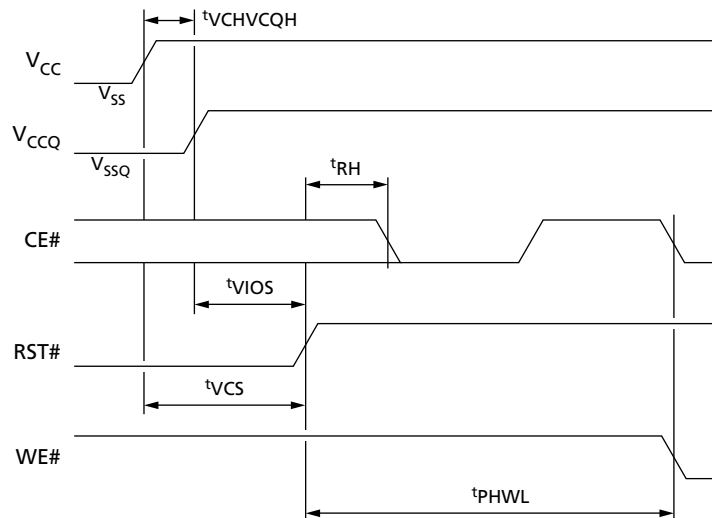 tVCHVCQH
VCC
VSS
VCCQ
VSSQ
tRH
CE#
tVIOS
RST#
tVCS
WE#
tPHWL